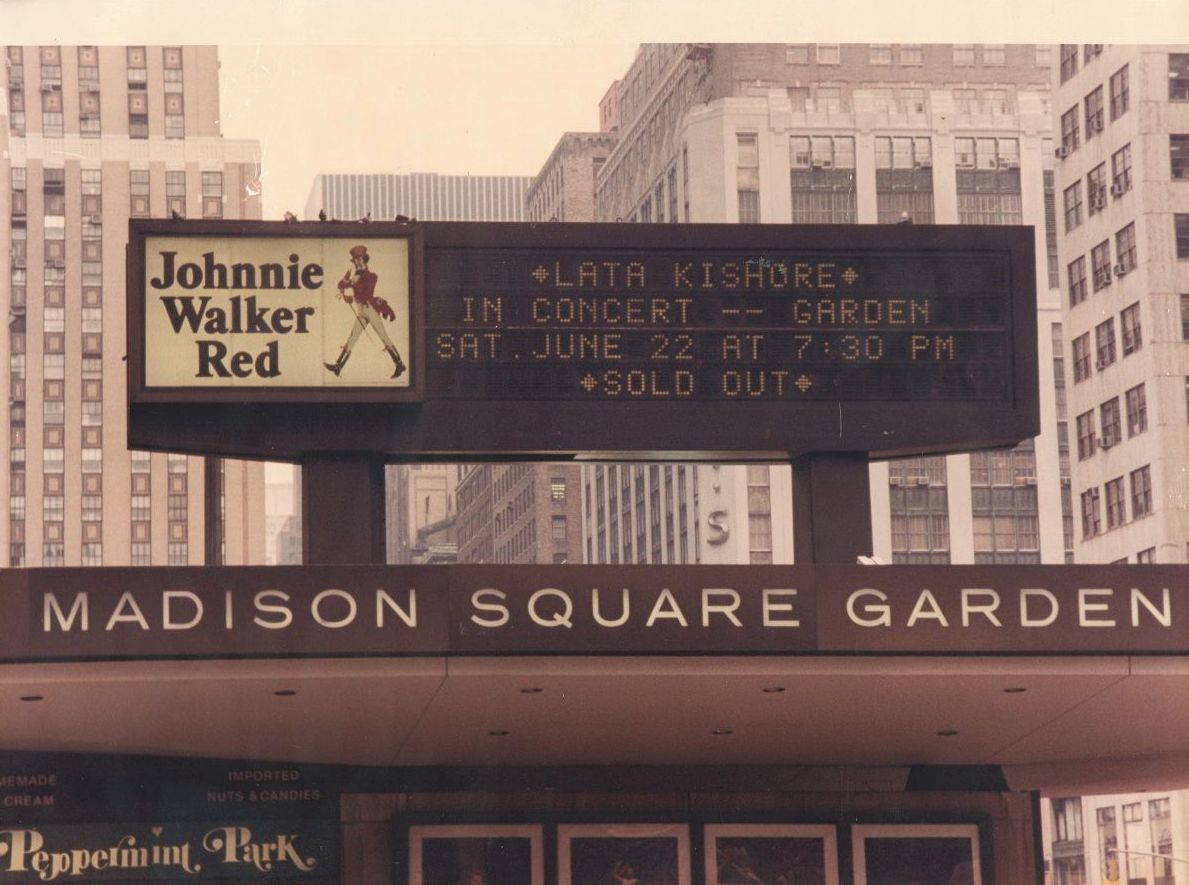 Johnnie
Walker
Red
LATA KISHORE
IN CONCERT -- GARDEN
SAT. JUNE 22 AT 7:30 PM
SOLD OUT
S
MADISON SQUARE GARDEN
MEMADE
CREAM
IMPORTED
NUTS & CANDIES
Peppermint Park